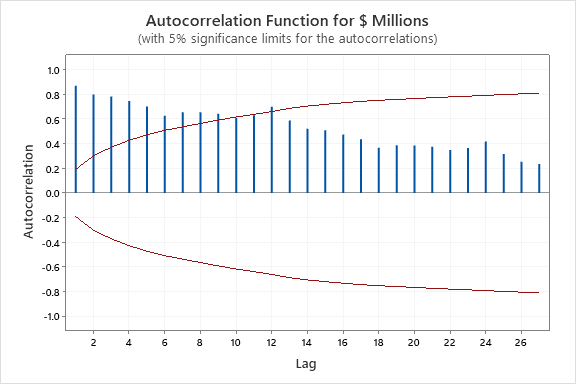 Autocorrelation Function for $ Millions
(with 5% significance limits for the autocorrelations)
Autocorrelation
1.0
0.8
0.6
0.4
0.2
0.0
-0.2
-0.4
-0.6
-0.8
-1.0
2 4 6 8 10 12 14 16 18 20 22 24 26
Lag